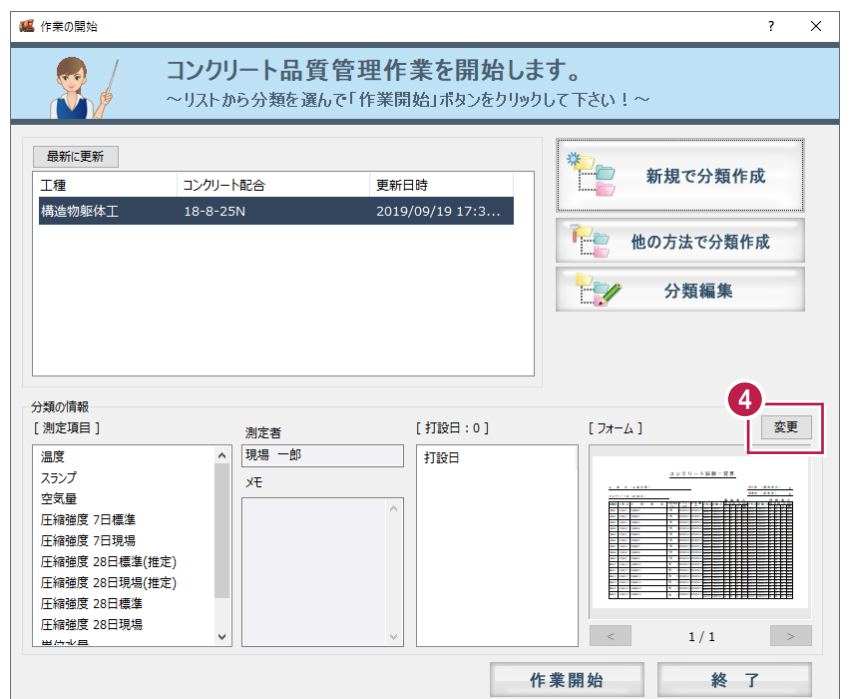 作業の開始
? ×
コンクリート品質管理作業を開始します。
～リストから分類を選んで「作業開始」ボタンをクリックして下さい！～
最新に更新
工種 コンクリート配合 更新日時
構造物躯体工 18-8-25N 2019/09/19 17:3...
新規で分類作成
他の方法で分類作成
分類編集
分類の情報
[ 測定項目 ]
温度
スランプ
空気量
圧縮強度 7日標準
圧縮強度 7日現場
圧縮強度 28日標準(推定)
圧縮強度 28日現場(推定)
圧縮強度 28日標準
圧縮強度 28日現場
単位水量
測定者
現場 一郎
メモ
[ 打設日 : 0 ]
打設日
[ フォーム ]
4
変更
コンクリート試験一覧表
< 1 / 1 >
作業開始
終 了